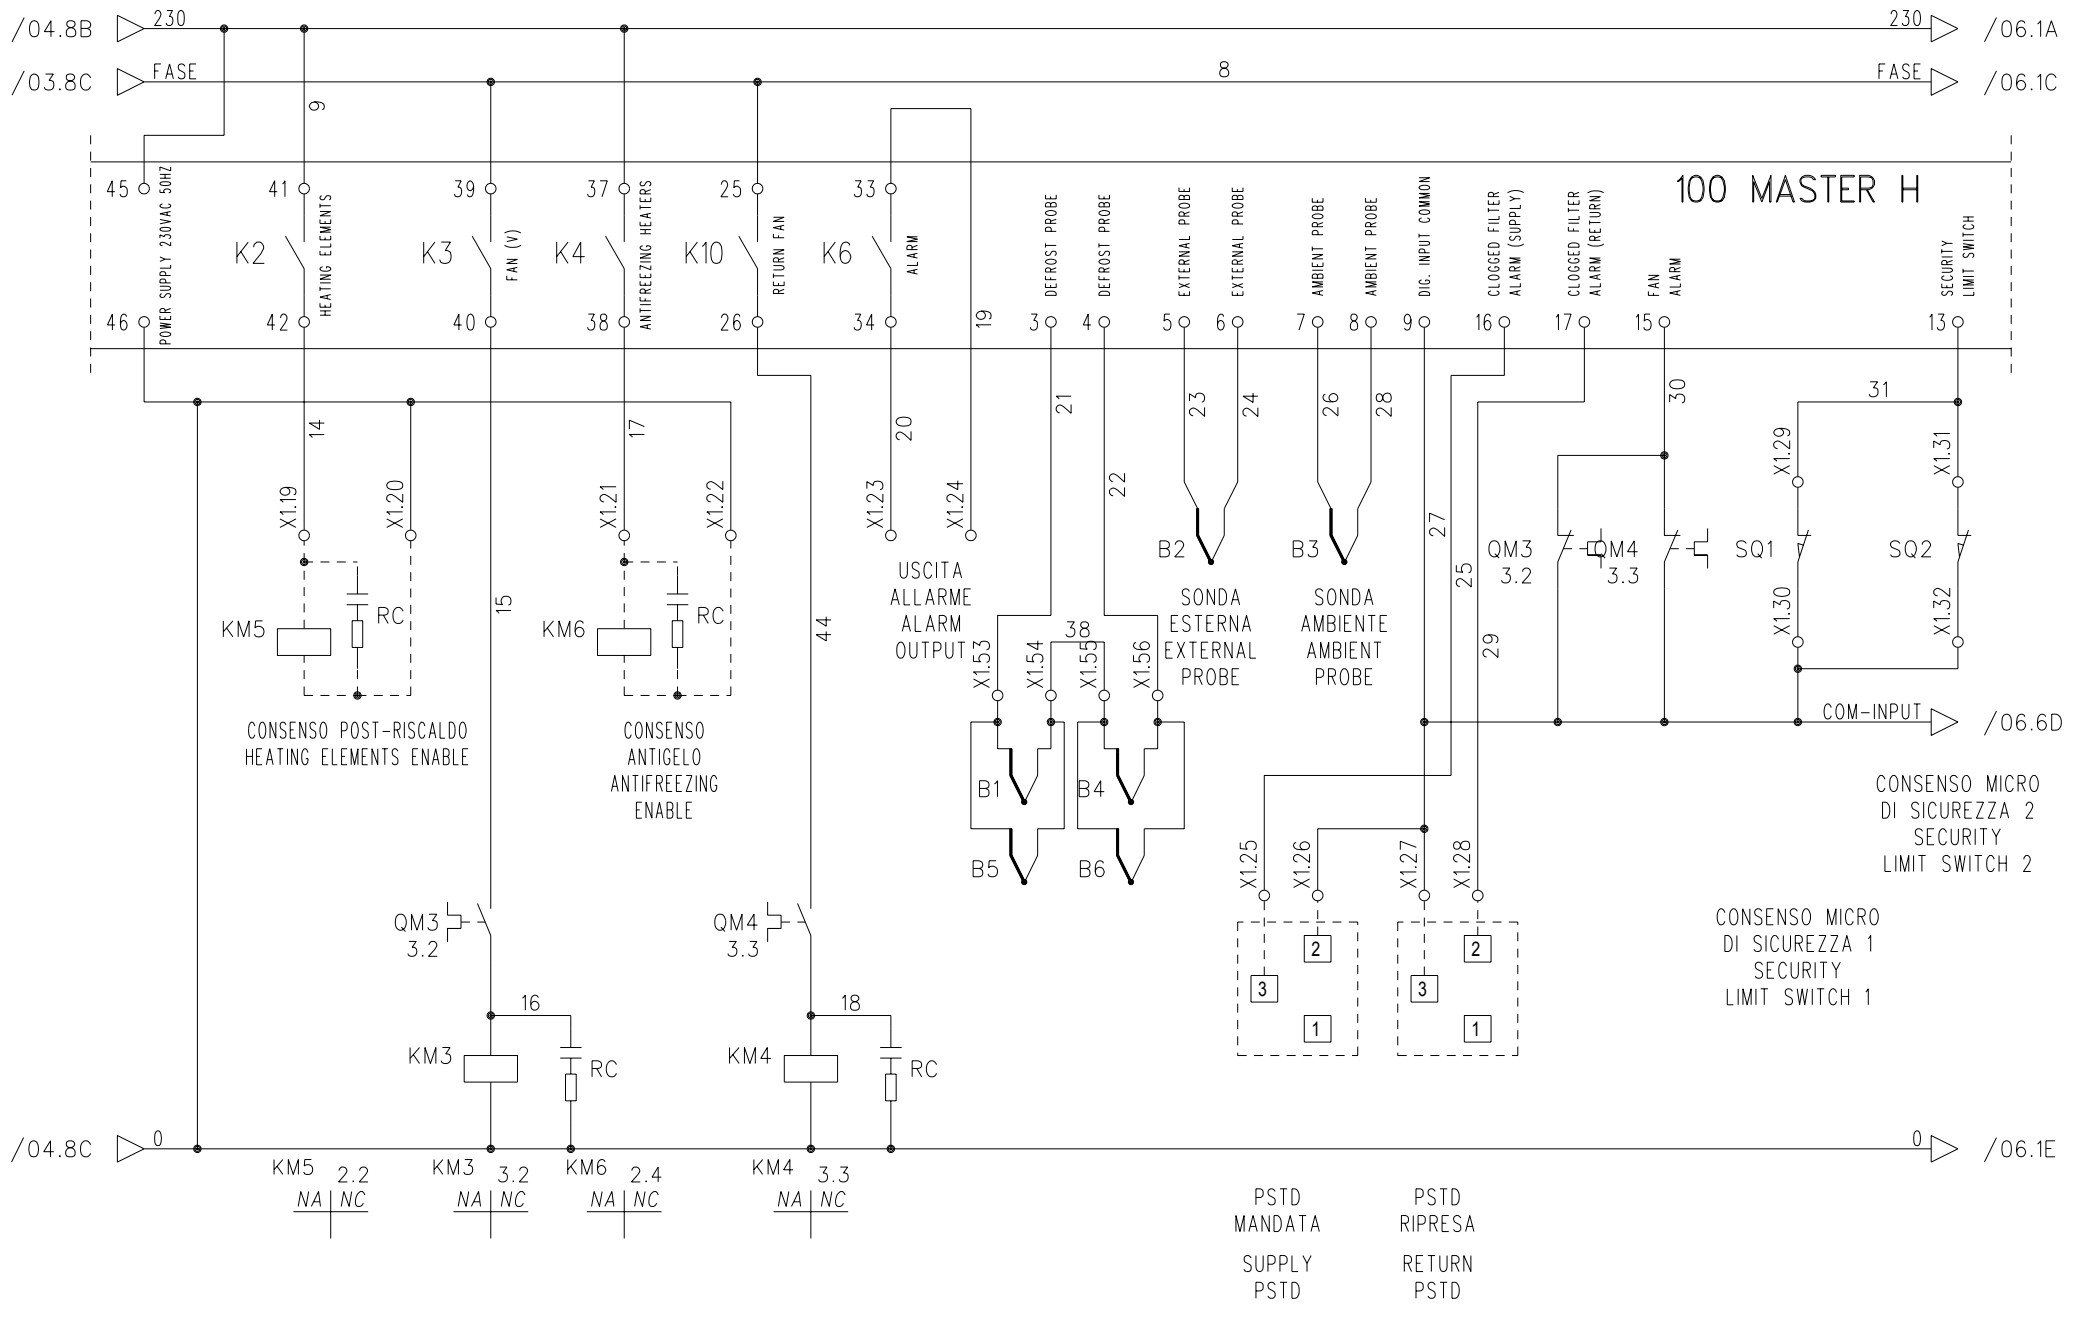 /04.8B
230
230
/06.1A
/03.8C
FASE
8
FASE
/06.1C
9
100 MASTER H
45
POWER SUPPLY 230VAC 50HZ
46
41
K2
HEATING ELEMENTS
42
39
K3
FAN (V)
40
37
K4
ANTIFREEZING HEATERS
38
25
K10
RETURN FAN
26
33
K6
ALARM
34
19
DEFROST PROBE
3
DEFROST PROBE
4
EXTERNAL PROBE
5
EXTERNAL PROBE
6
AMBIENT PROBE
7
AMBIENT PROBE
8
DIG. INPUT COMMON
9
CLOGGED FILTER
ALARM (SUPPLY)
16
CLOGGED FILTER
ALARM (RETURN)
17
FAN
ALARM
15
SECURITY
LIMIT SWITCH
13
14
17
20
21
22
23
24
26
28
27
25
29
30
31
15
44
X1.19
X1.20
X1.21
X1.22
X1.23
X1.24
X1.29
X1.31
KM5
RC
KM6
RC
CONSENSO POST-RISCALDO
HEATING ELEMENTS ENABLE
CONSENSO
ANTIGELO
ANTIFREEZING
ENABLE
USCITA
ALLARME
ALARM
OUTPUT
B2
SONDA
ESTERNA
EXTERNAL
PROBE
B3
SONDA
AMBIENTE
AMBIENT
PROBE
QM3
3.2
QM4
3.3
SQ1
SQ2
X1.30
X1.32
38
X1.53
X1.54
X1.55
X1.56
B1
B4
B5
B6
COM-INPUT
/06.6D
CONSENSO MICRO
DI SICUREZZA 2
SECURITY
LIMIT SWITCH 2
CONSENSO MICRO
DI SICUREZZA 1
SECURITY
LIMIT SWITCH 1
X1.25
X1.26
X1.27
X1.28
2
3
1
2
3
1
QM3
3.2
QM4
3.3
16
18
KM3
RC
KM4
RC
/04.8C
0
0
/06.1E
KM5
2.2
NA NC
KM3
3.2
NA NC
KM6
2.4
NA NC
KM4
3.3
NA NC
PSTD
MANDATA
SUPPLY
PSTD
PSTD
RIPRESA
RETURN
PSTD